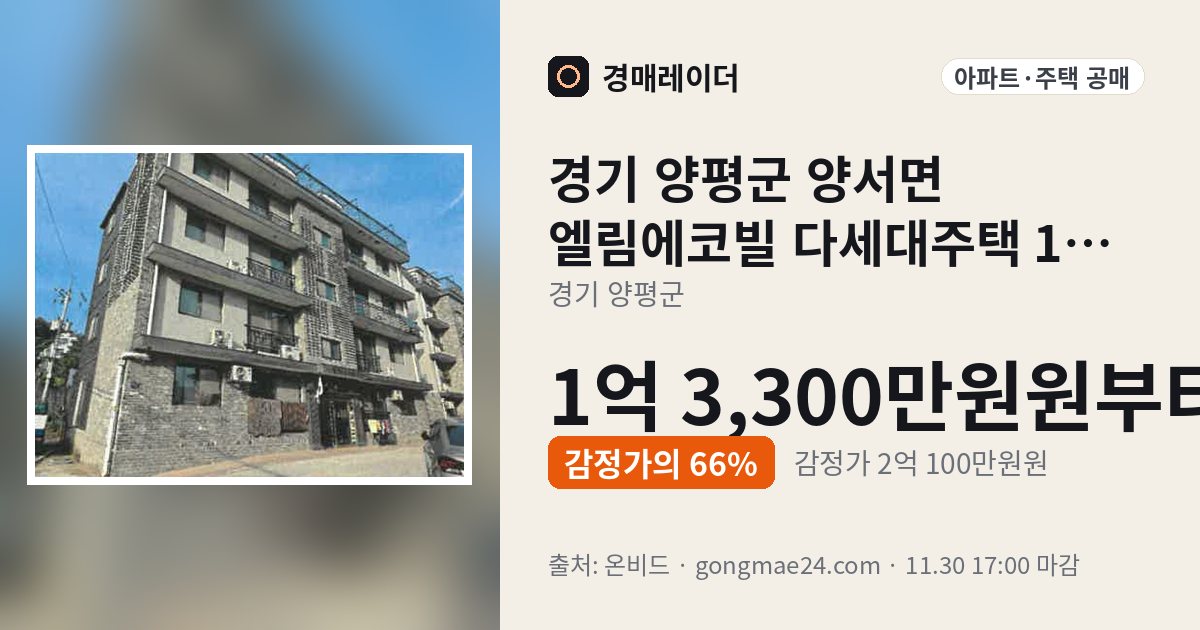 경매레이더
아파트·주택 공매
경기 양평군 양서면
엘림에코빌 다세대주택 1…
경기 양평군
1억 3,300만원원부터
감정가의 66%
감정가 2억 100만원원
출처: 온비드 · gongmae24.com · 11.30 17:00 마감